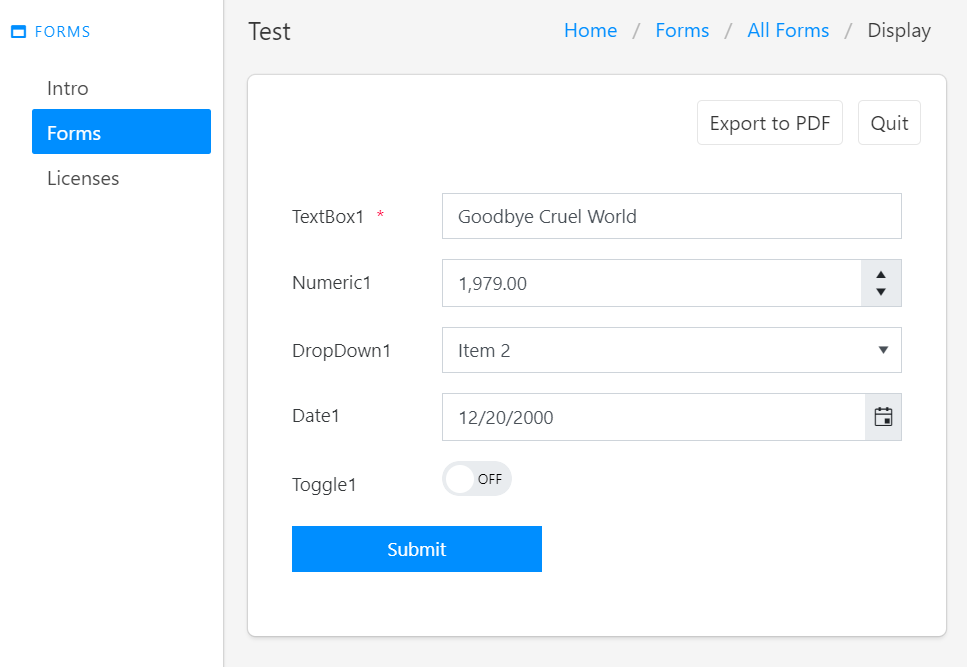 FORMS
Intro
Forms
Licenses
Test
Home / Forms / All Forms / Display
Export to PDF
Quit
TextBox1 * Goodbye Cruel World
Numeric1 1,979.00
DropDown1 Item 2
Date1 12/20/2000
Toggle1 OFF
Submit